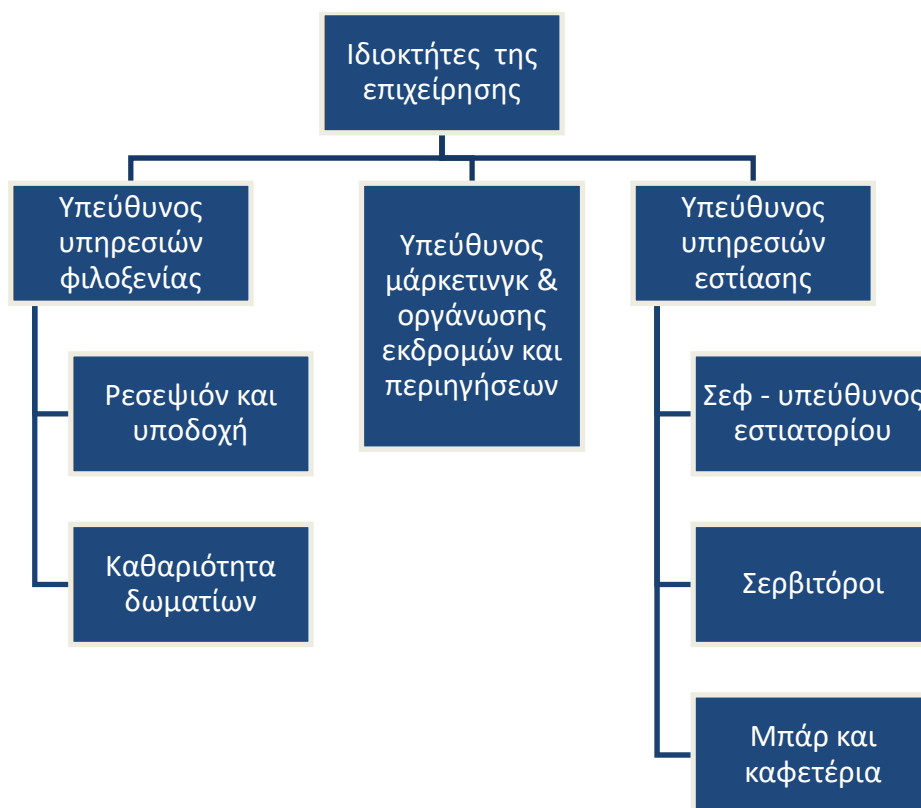 Ιδιοκτήτες της
επιχείρησης
Υπεύθυνος
υπηρεσιών
φιλοξενίας
Ρεσεψιόν και
υποδοχή
Καθαριότητα
δωματίων
Υπεύθυνος
μάρκετινγκ &
οργάνωσης
εκδρομών και
περιηγήσεων
Υπεύθυνος
υπηρεσιών
εστίασης
Σεφ - υπεύθυνος
εστιατορίου
Σερβιτόροι
Μπάρ και
καφετέρια